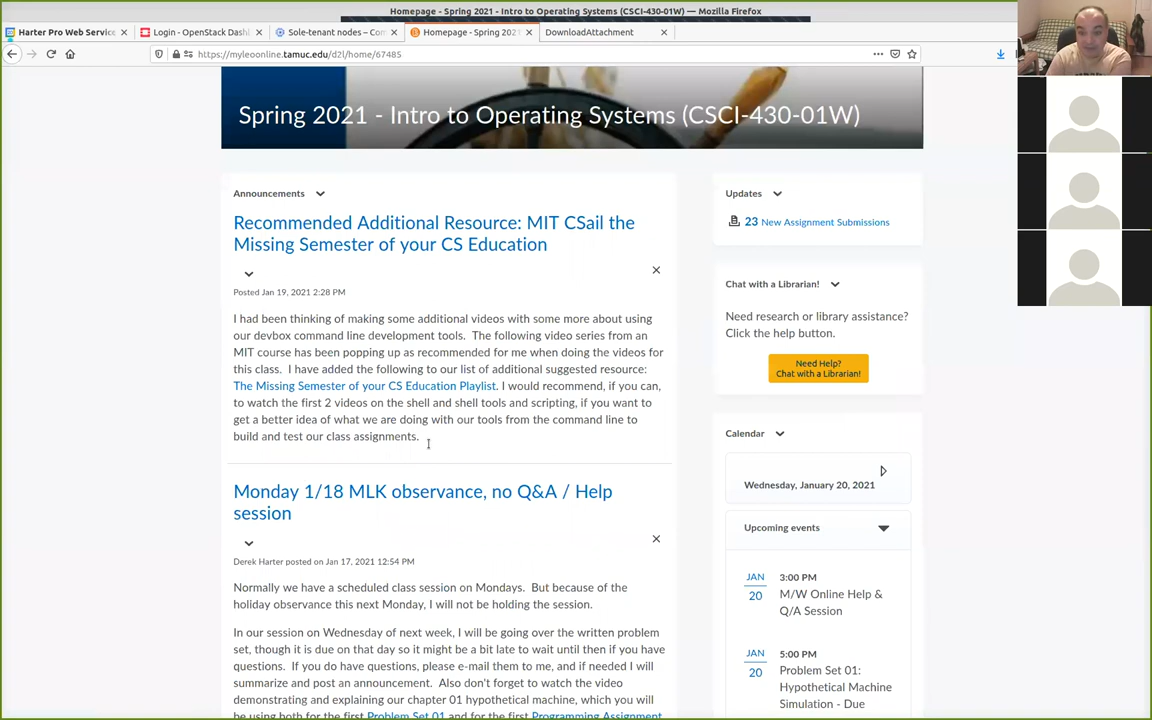 Homepage - Spring 2021 - Intro to Operating Systems (CSCI-430-01W) — Mozilla Firefox
Harter Pro Web Service
Login - OpenStack Dashl
Sole-tenant nodes – Com
Homepage - Spring 2021
DownloadAttachment
https://myleoonline.tamuc.edu/d2l/home/67485
Spring 2021 - Intro to Operating Systems (CSCI-430-01W)
Announcements
Recommended Additional Resource: MIT CSail the
Missing Semester of your CS Education
Posted Jan 19, 2021 2:28 PM
I had been thinking of making some additional videos with some more about using
our devbox command line development tools. The following video series from an
MIT course has been popping up as recommended for me when doing the videos for
this class. I have added the following to our list of additional suggested resource:
The Missing Semester of your CS Education Playlist. I would recommend, if you can,
to watch the first 2 videos on the shell and shell tools and scripting, if you want to
get a better idea of what we are doing with our tools from the command line to
build and test our class assignments.
Monday 1/18 MLK observance, no Q&A / Help
session
Derek Harter posted on Jan 17, 2021 12:54 PM
Normally we have a scheduled class session on Mondays. But because of the
holiday observance this next Monday, I will not be holding the session.
In our session on Wednesday of next week, I will be going over the written problem
set, though it is due on that day so it might be a bit late to wait until then if you have
questions. If you do have questions, please e-mail them to me, and if needed I will
summarize and post an announcement. Also don't forget to watch the video
demonstrating and explaining our chapter 01 hypothetical machine, which you will
be using both for the first Problem Set 01 and for the first Programming Assignment
Updates
23 New Assignment Submissions
Chat with a Librarian!
Need research or library assistance?
Click the help button.
Need Help?
Chat with a Librarian!
Calendar
Wednesday, January 20, 2021
Upcoming events
JAN
20
3:00 PM
M/W Online Help &
Q/A Session
JAN
20
5:00 PM
Problem Set 01:
Hypothetical Machine
Simulation - Due